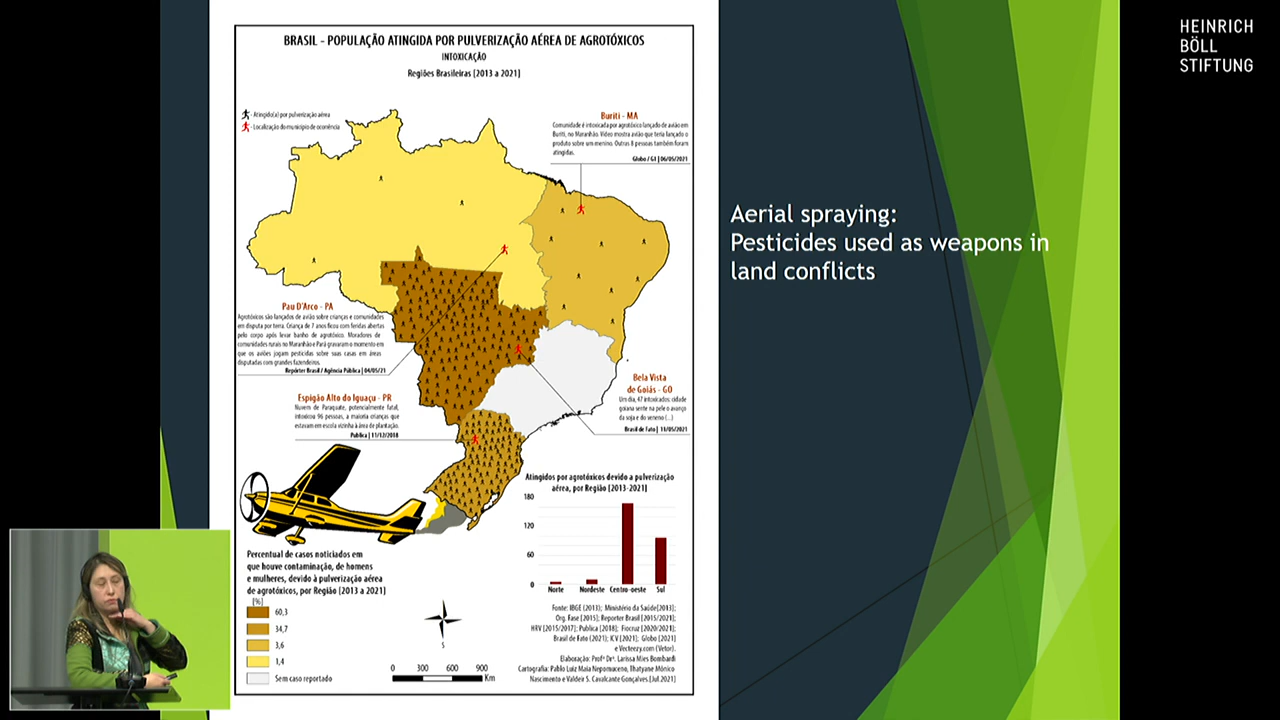 HEINRICH
BÖLL
STIFTUNG
Aerial spraying:
Pesticides used as weapons in
land conflicts
BRASIL - POPULAÇÃO ATINGIDA POR PULVERIZAÇÃO AÉREA DE AGROTÓXICOS
INTOXICAÇÃO
Regiões Brasileiras [2013 a 2021]
- Atingido(a) por pulverização aérea
- Localização do município de ocorrência
Buriti - MA
Comunidade é intoxicada por agrotóxico lançado de avião em
Buriti, no Maranhão. Vídeo mostra avião que teria lançado o
produto sobre um menino. Outras 8 pessoas também foram
atingidas.
Globo / G1 | 06/05/2021
Pau D'Arco - PA
Agrotóxicos são lançados de avião sobre crianças e comunidades
em disputa por terra. Criança de 7 anos ficou com feridas abertas
pelo corpo após levar banho de agrotóxico. Moradores de
comunidades rurais no Maranhão e Pará gravaram o momento em
que os aviões jogam pesticidas sobre suas casas em áreas
disputadas com grandes fazendeiros.
Repórter Brasil / Agência Pública | 04/05/21
Espigão Alto do Iguaçu - PR
Nuvem de Paraquate, potencialmente fatal,
intoxicou 96 pessoas, a maioria crianças que
estavam em escola vizinha à área de plantação.
Publica | 11/12/2018
Bela Vista
de Goiás - GO
Um dia, 47 intoxicados: cidade
goiana sente na pele o avanço
da soja e do veneno (...)
Brasil de Fato | 11/05/2021
Atingidos por agrotóxicos devido a pulverização
aérea, por Região [2013-2021]
180
120
60
0
Norte Nordeste Centro-oeste Sul
Percentual de casos noticiados em
que houve contaminação, de homens
e mulheres, devido à pulverização aérea
de agrotóxicos, por Região [2013 a 2021]
[%]
60,3
34,7
3,6
1,4
Sem caso reportado
S
0 300 600 900
Km
Fonte: IBGE (2013); Ministério da Saúde[2013];
Org. Fase [2015]; Reporter Brasil [2015/2021];
HRV [2015/2017]; Publica [2018]; Fiocruz [2020/2021];
Brasil de Fato (2021); ICV [2021]; Globo [2021]
e Vecteezy.com (Vetor).
Elaboração: Profª Drª. Larissa Mies Bombardi
Cartografia: Pablo Luiz Maia Nepomuceno, Thatyane Mônico
Nascimento e Valdeir S. Cavalcante Gonçalves [Jul 2021]